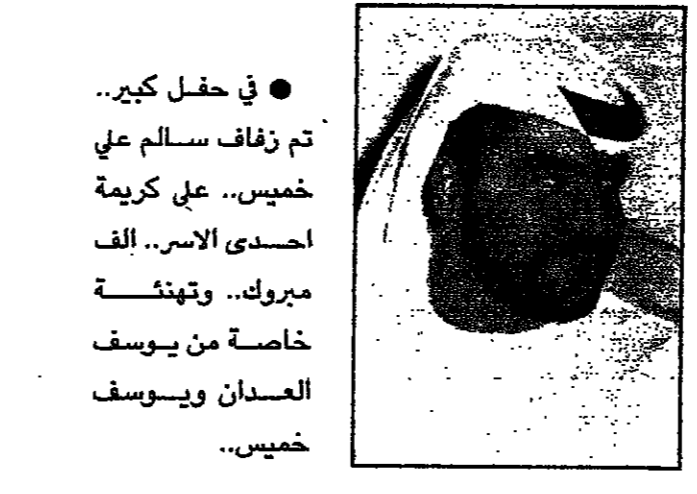 ● في حفل كبير..
تم زفاف سالم علي
خميس.. علي كريمة
احدى الاسر.. الف
مبروك.. وتهنئة
خاصة من يوسف
العدان ويوسف
خميس..